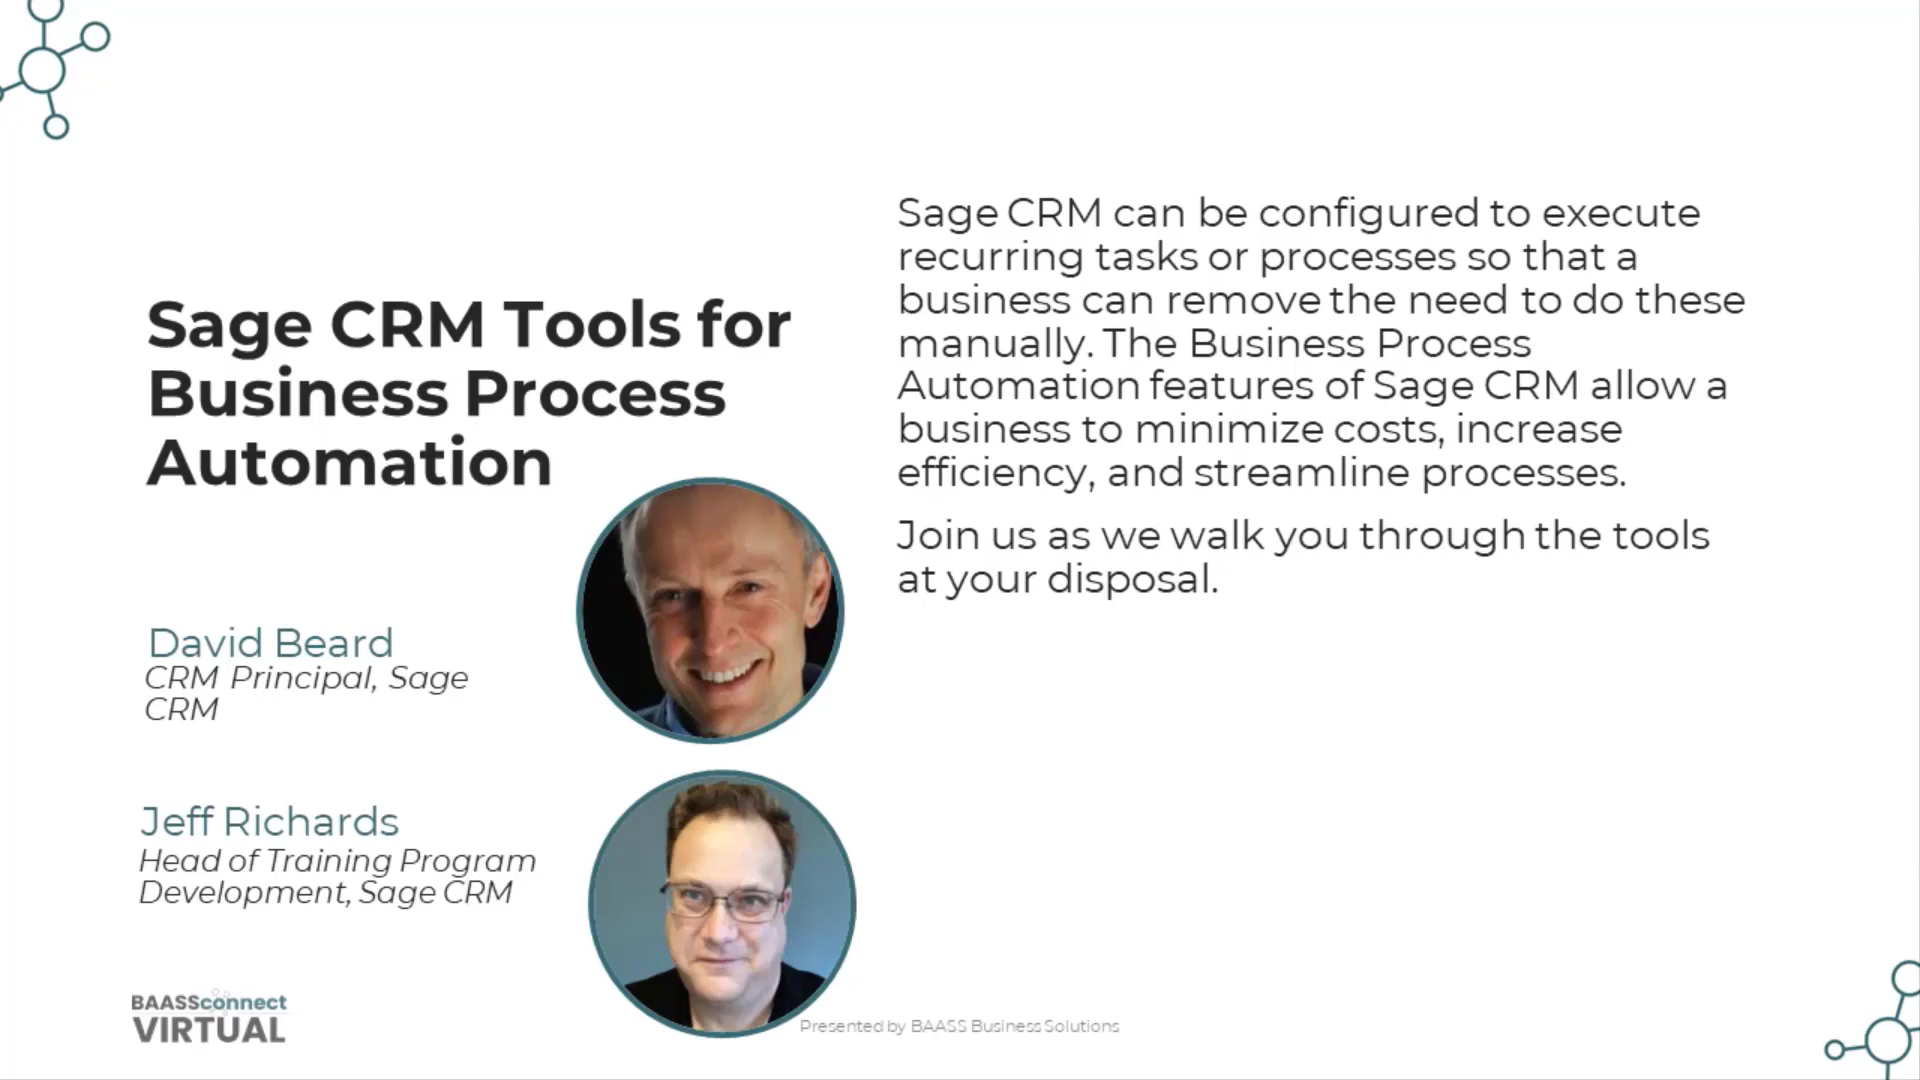 Sage CRM Tools for
Business Process
Automation
David Beard
CRM Principal, Sage
CRM
Jeff Richards
Head of Training Program
Development, Sage CRM
Sage CRM can be configured to execute
recurring tasks or processes so that a
business can remove the need to do these
manually. The Business Process
Automation features of Sage CRM allow a
business to minimize costs, increase
efficiency, and streamline processes.
Join us as we walk you through the tools
at your disposal.
BAASSconnect
VIRTUAL
Presented by BAASS Business Solutions